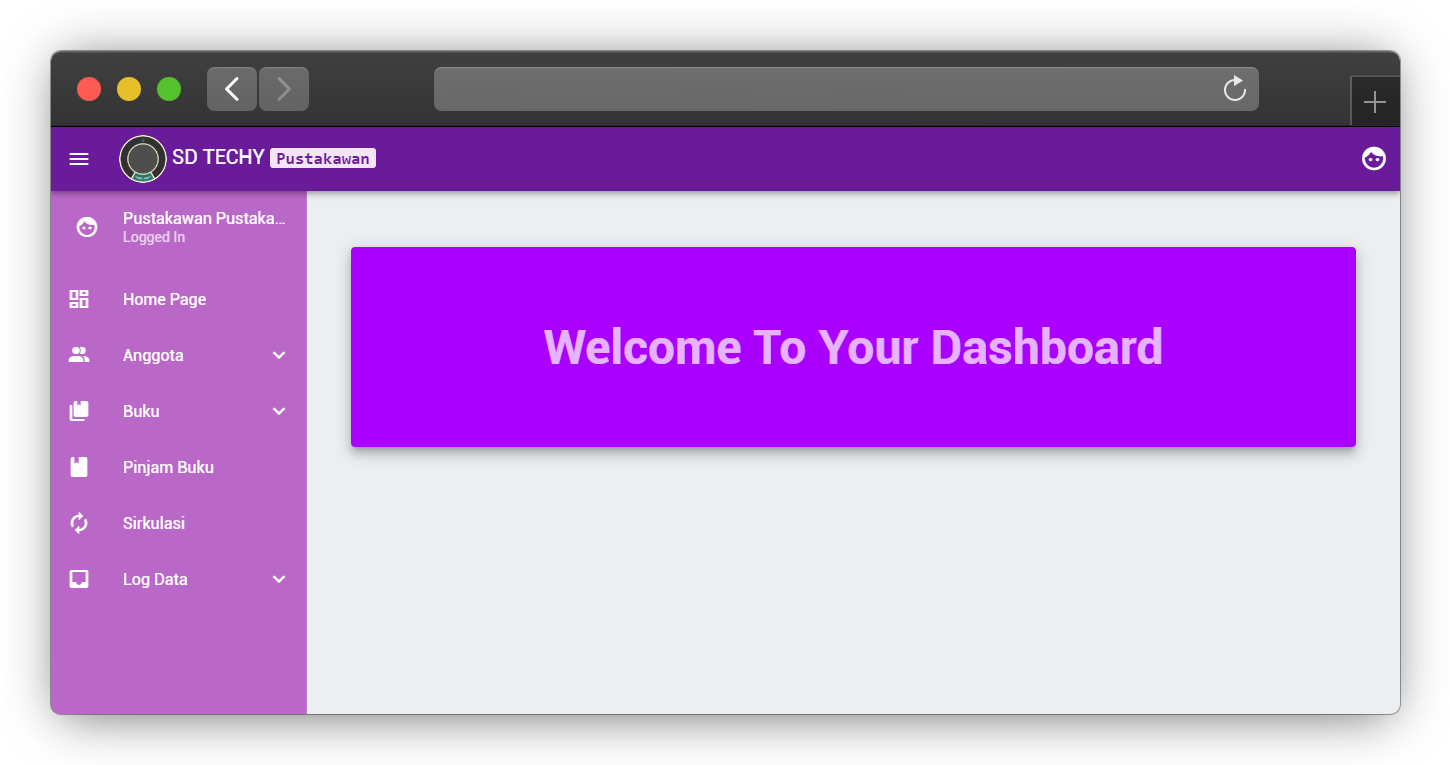 SD TECHY Pustakawan
Pustakawan Pustaka...
Logged In
Home Page
Anggota
Buku
Pinjam Buku
Sirkulasi
Log Data
Welcome To Your Dashboard